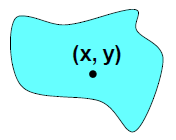 (x, y)